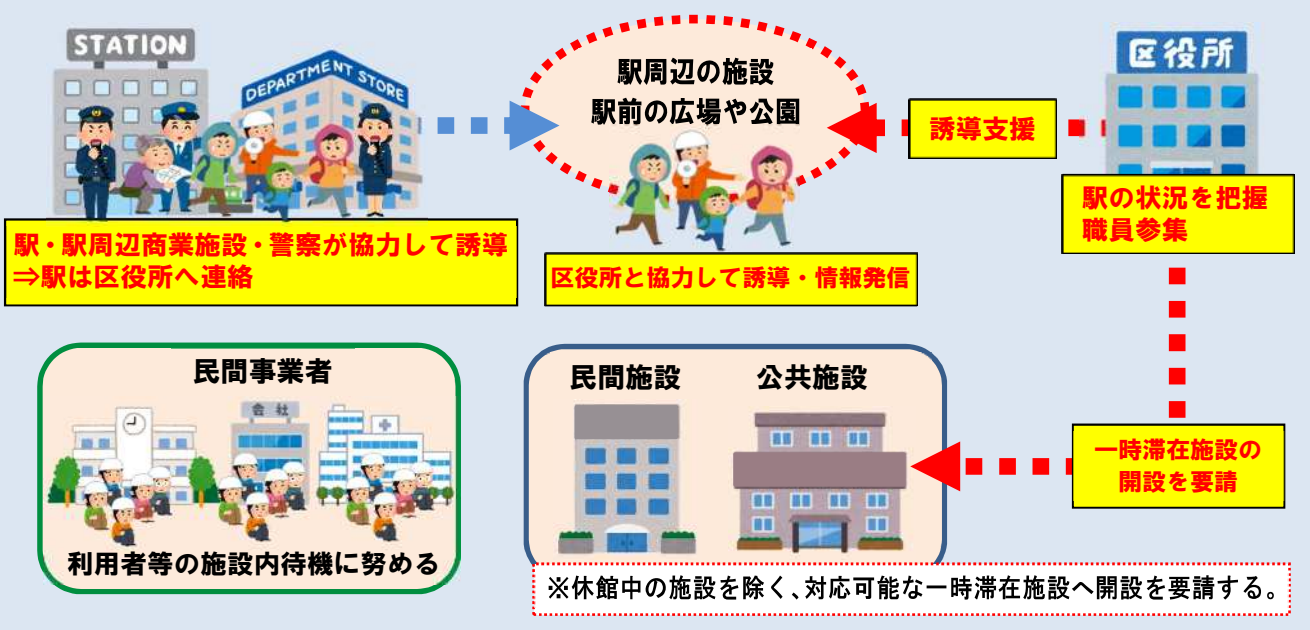 STATION
DEPARTMENT STORE
駅周辺の施設
駅前の広場や公園
誘導支援
区役所
駅の状況を把握
職員参集
駅・駅周辺商業施設・警察が協力して誘導
⇒駅は区役所へ連絡
区役所と協力して誘導・情報発信
民間事業者
会社
利用者等の施設内待機に努める
民間施設
公共施設
一時滞在施設の
開設を要請
※休館中の施設を除く、対応可能な一時滞在施設へ開設を要請する。